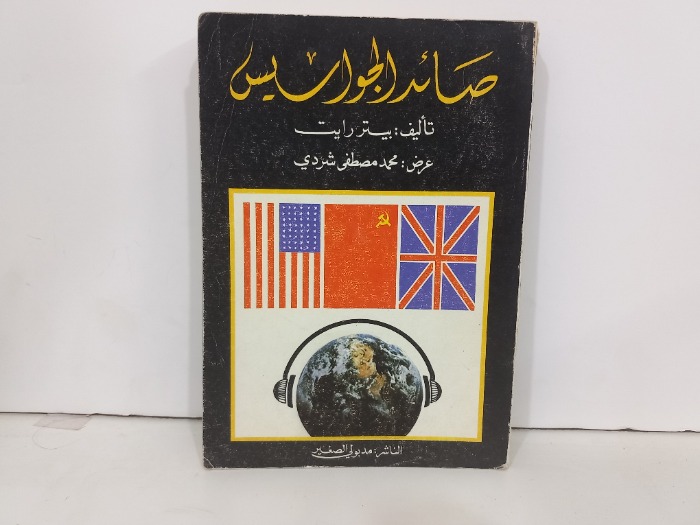 صائد الجواسيس
تأليف: بيتر رايت
عرض: محمد مصطفى شردي
الناشر: مدبولي الصغير